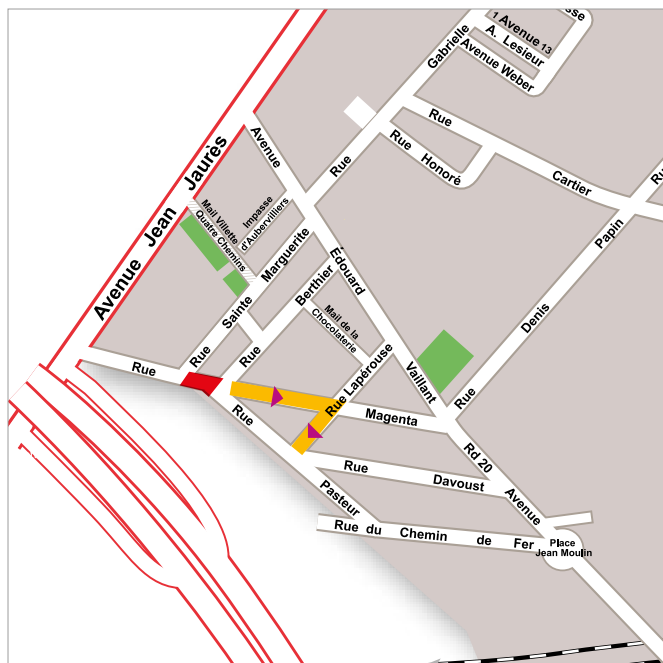 sse
1 Avenue 13
A. Lesieur
Avenue Weber
Gabrielle
Rue
Rue Honoré
Rue
Cartier
Ru
Papin
Denis
Rue
Avenue Jean Jaurès
Avenue
Édouard
Vaillant
Impasse
d'Aubervilliers
Mail Villette
Quatre Chemins
Rue Sainte Marguerite
Rue Berthier
Mail de la
Chocolaterie
Rue Lapérouse
Rue
Magenta
Rue
Pasteur
Rue Davoust
Rd 20
Avenue
Rue du Chemin de Fer
Place
Jean Moulin